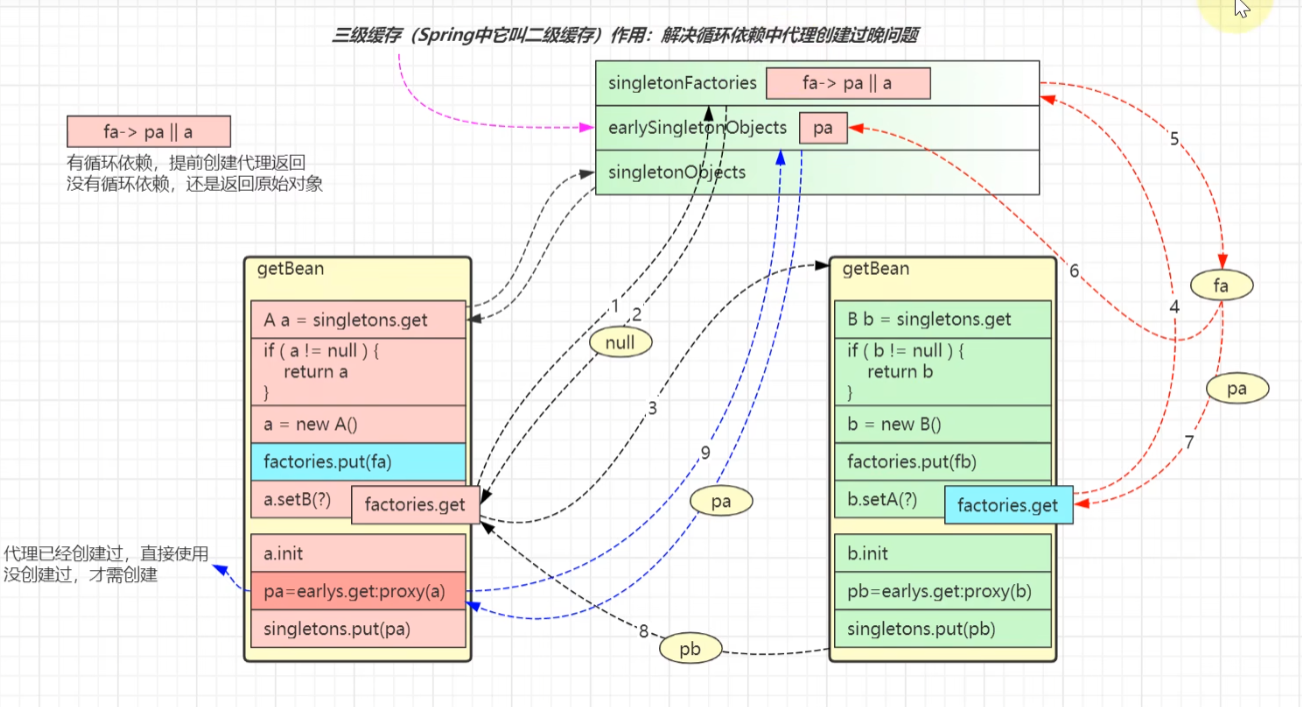 三级缓存（Spring中它叫二级缓存）作用：解决循环依赖中代理创建过晚问题
singletonFactories
fa-> pa || a
earlySingletonObjects
pa
singletonObjects
fa-> pa || a
有循环依赖，提前创建代理返回
没有循环依赖，还是返回原始对象
getBean
A a = singletons.get
if ( a != null ) {
return a
}
a = new A()
factories.put(fa)
a.setB(?)
factories.get
a.init
pa=earlys.get:proxy(a)
singletons.put(pa)
代理已经创建过，直接使用
没创建过，才需创建
1
2
null
3
9
pa
8
pb
getBean
B b = singletons.get
if ( b != null ) {
return b
}
b = new B()
factories.put(fb)
b.setA(?)
factories.get
b.init
pb=earlys.get:proxy(b)
singletons.put(pb)
5
6
fa
4
pa
7